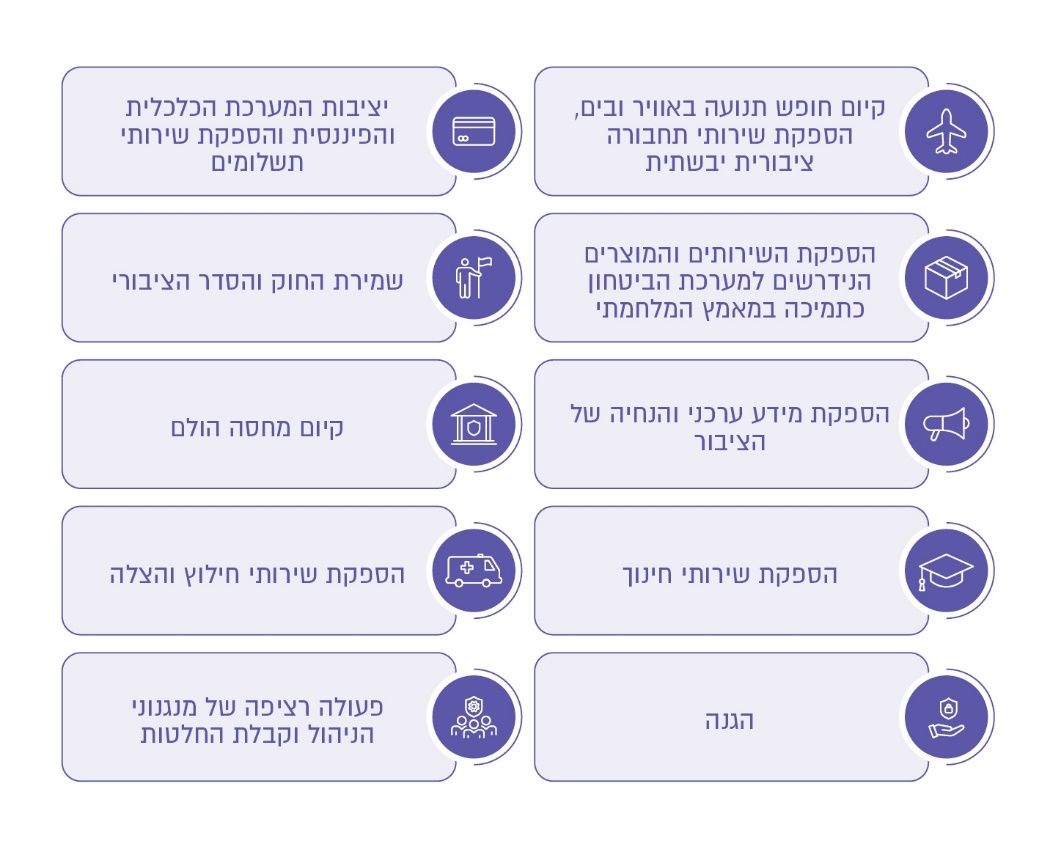 קיום חופש תנועה באוויר ובים,
הספקת שירותי תחבורה
ציבורית יבשתית
יציבות המערכת הכלכלית
והפיננסית והספקת שירותי
תשלומים
הספקת השירותים והמוצרים
הנידרשים למערכת הביטחון
כתמיכה במאמץ המלחמתי
שמירת החוק והסדר הציבורי
הספקת מידע ערכני והנחיה של
הציבור
קיום מחסה הולם
הספקת שירותי חינוך
הספקת שירותי חילוץ והצלה
הגנה
פעולה רציפה של מנגנוני
הניהול וקבלת החלטות